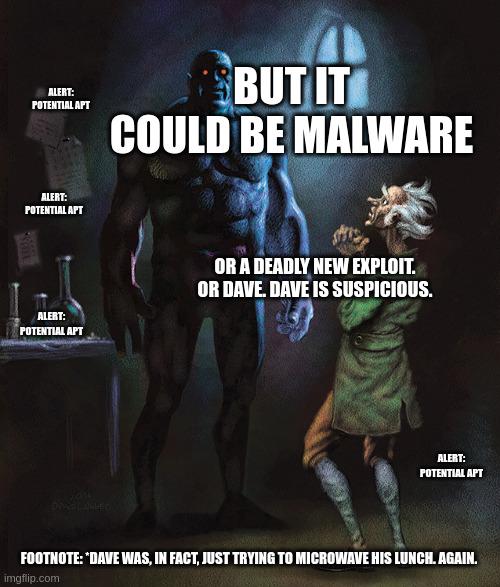 BUT IT
COULD BE MALWARE
ALERT:
POTENTIAL APT
ALERT:
POTENTIAL APT
OR A DEADLY NEW EXPLOIT.
OR DAVE. DAVE IS SUSPICIOUS.
ALERT:
POTENTIAL APT
ALERT:
POTENTIAL APT
FOOTNOTE: *DAVE WAS, IN FACT, JUST TRYING TO MICROWAVE HIS LUNCH. AGAIN.
imgflip.com